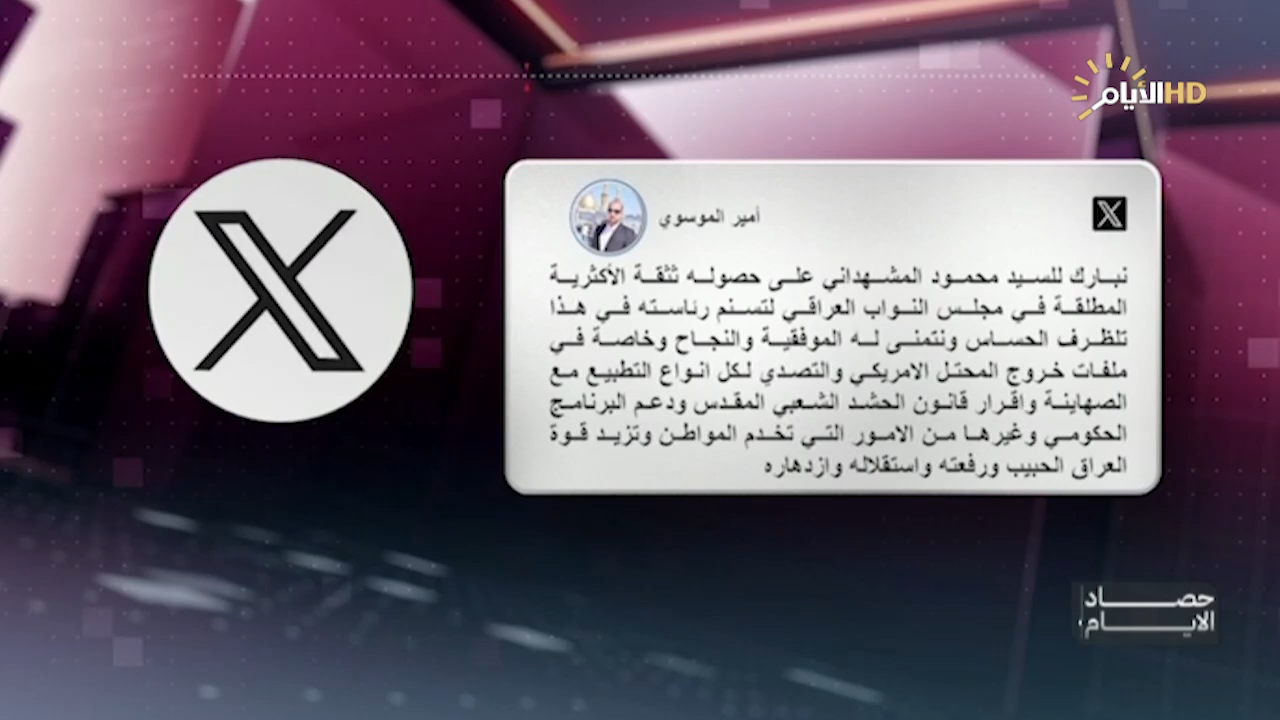 الأيام HD
أمير الموسوي
نبارك للسيد محمود المشهداني على حصوله ثثقة الأكثرية
المطلقة في مجلس النواب العراقي لتسنم رئاسته في هذا
تلظرف الحساس ونتمنى له الموفقية والنجاح وخاصة في
ملفات خروج المحتل الامريكي والتصدي لكل انواع التطبيع مع
الصهاينة واقرار قانون الحشد الشعبي المقدس ودعم البرنامج
الحكومي وغيرها من الامور التي تخدم المواطن وتزيد قوة
العراق الحبيب ورفعته واستقلاله وازدهاره
حصاد
الايام